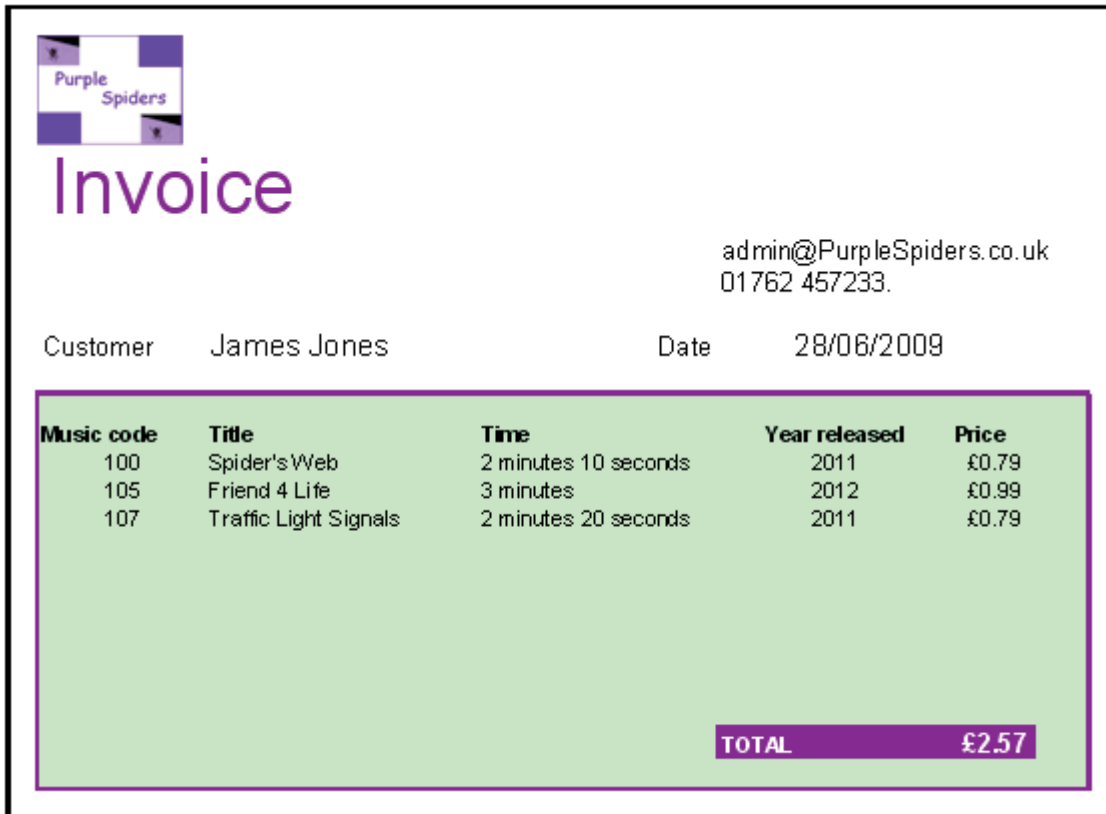 Purple
Spiders
Invoice
admin@PurpleSpiders.co.uk
01762 457233.
Customer James Jones Date 28/06/2009
Music code Title Time Year released Price
100 Spider's Web 2 minutes 10 seconds 2011 £0.79
105 Friend 4 Life 3 minutes 2012 £0.99
107 Traffic Light Signals 2 minutes 20 seconds 2011 £0.79
TOTAL £2.57